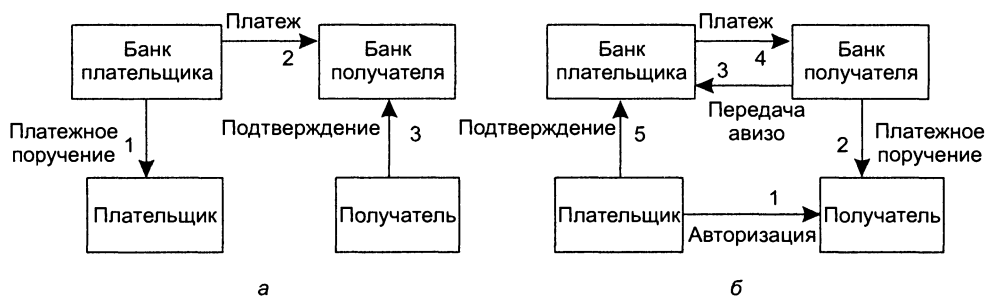 Платеж
2
Банк
плательщика
Банк
получателя
Платежное
поручение
1
Подтверждение
3
Плательщик
Получатель
а
Платеж
4
Банк
плательщика
Банк
получателя
3
Передача
авизо
Подтверждение
5
2
Платежное
поручение
Плательщик
1
Авторизация
Получатель
б